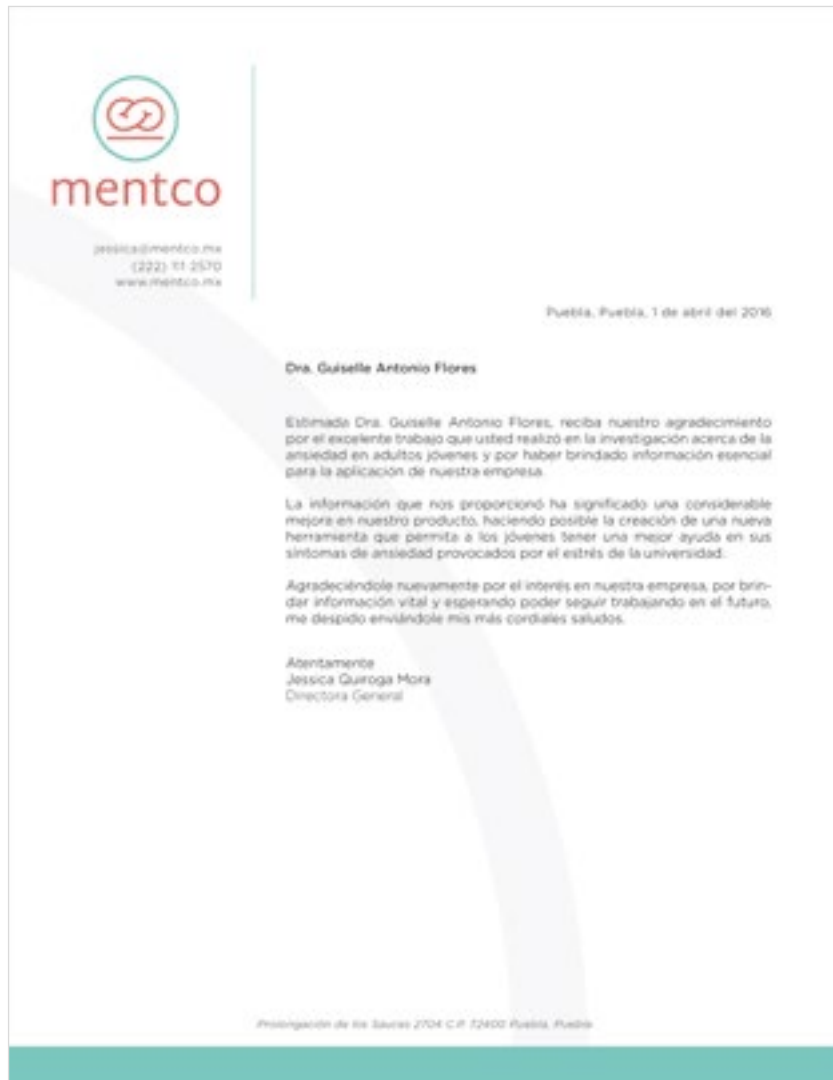 mentco
jessica@mentco.mx
(222) 111 2570
www.mentco.mx
Puebla, Puebla, 1 de abril del 2016
Dra. Guiselle Antonio Flores
Estimada Dra. Guiselle Antonio Flores, reciba nuestro agradecimiento
por el excelente trabajo que usted realizó en la investigación acerca de la
ansiedad en adultos jóvenes y por haber brindado información esencial
para la aplicación de nuestra empresa.
La información que nos proporcionó ha significado una considerable
mejora en nuestro producto, haciendo posible la creación de una nueva
herramienta que permita a los jóvenes tener una mejor ayuda en sus
síntomas de ansiedad provocados por el estrés de la universidad.
Agradeciéndole nuevamente por el interés en nuestra empresa, por brin-
dar información vital y esperando poder seguir trabajando en el futuro,
me despido enviándole mis más cordiales saludos.
Atentamente
Jessica Quiroga Mora
Directora General
Prolongación de los Sauces 2704 C.P. 72400 Puebla, Puebla